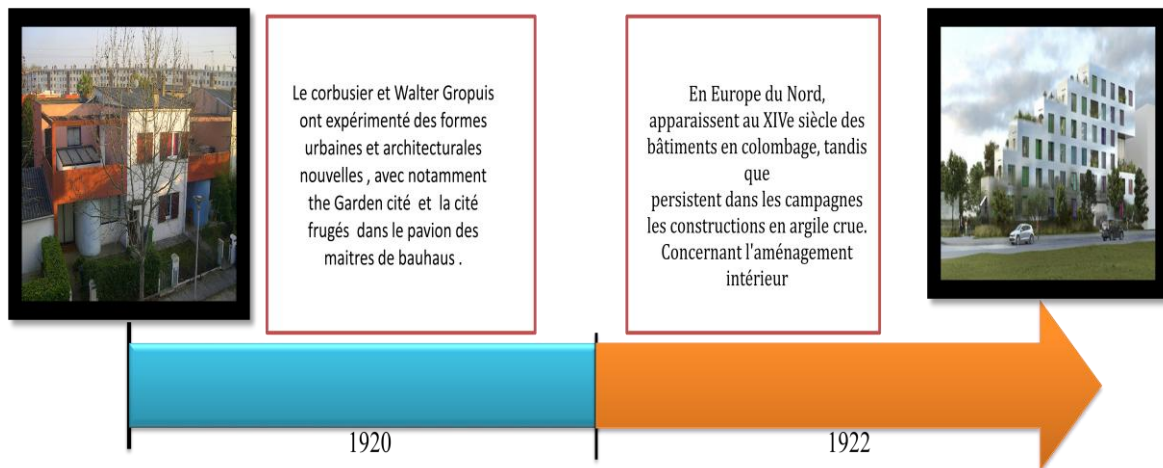 Le corbusier et Walter Gropuis
ont expérimenté des formes
urbaines et architecturales
nouvelles , avec notamment
the Garden cité et la cité
frugés dans le pavion des
maitres de bauhaus .
En Europe du Nord,
apparaissent au XIVe siècle des
bâtiments en colombage, tandis
que
persistent dans les campagnes
les constructions en argile crue.
Concernant l'aménagement
intérieur
1920
1922